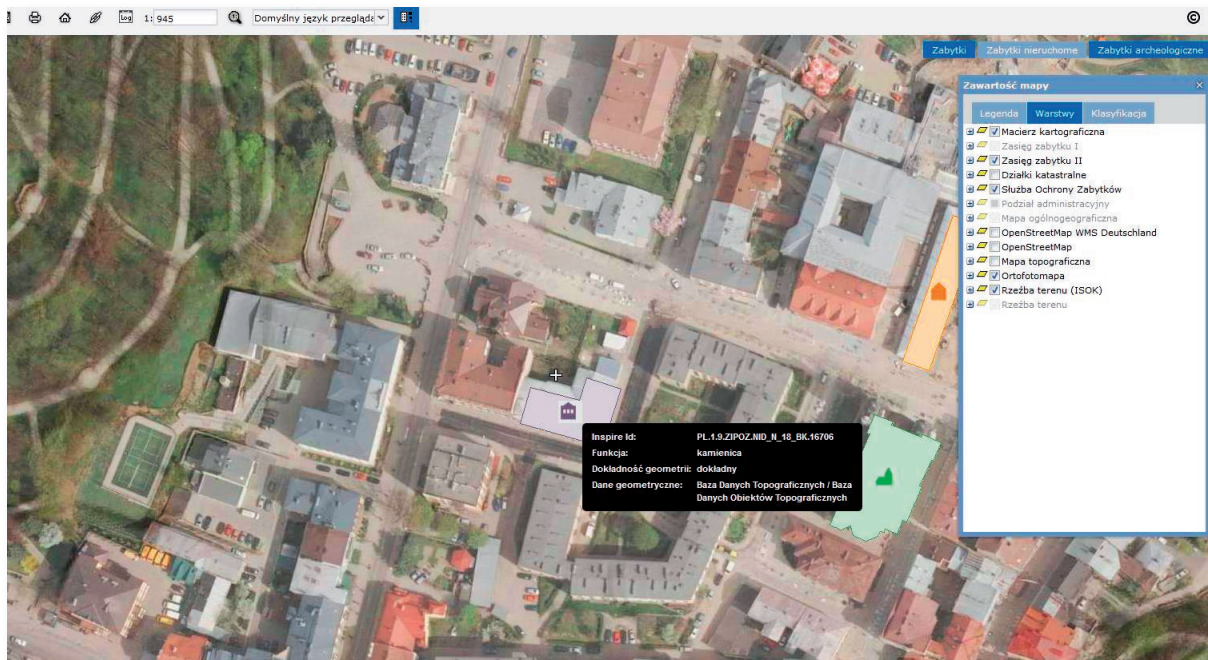 Log 1: 945 Domyślny język przegląda
©
Zabytki Zabytki nieruchome Zabytki archeologiczne
Zawartość mapy
Legenda Warstwy Klasyfikacja
Macierz kartograficzna
Zasięg zabytku I
Zasięg zabytku II
Działki katastralne
Służba Ochrony Zabytków
Podział administracyjny
Mapa ogólnogeograficzna
OpenStreetMap WMS Deutschland
OpenStreetMap
Mapa topograficzna
Ortofotomapa
Rzeźba terenu (ISOK)
Rzeźba terenu
Inspire Id: PL.1.9.ZIPOZ.NID_N_18_BK.16706
Funkcja: kamienica
Dokładność geometrii: dokładny
Dane geometryczne: Baza Danych Topograficznych / Baza
Danych Obiektów Topograficznych